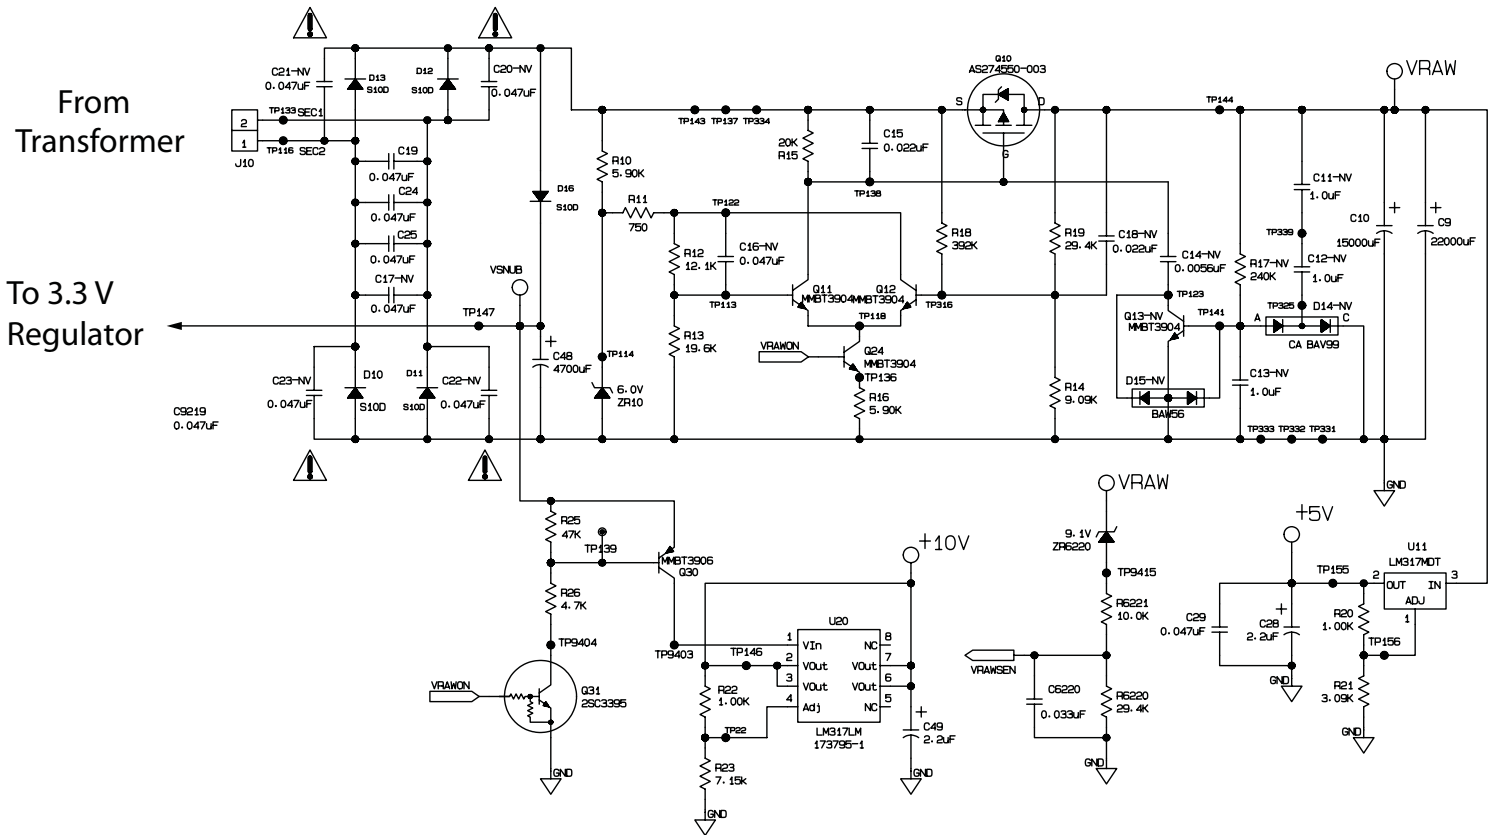 From
Transformer
To 3.3 V
Regulator
C21-NV
0.047uF
D13
S10D
D12
S10D
C20-NV
0.047uF
2
1
J10
TP133
SEC1
TP116
SEC2
C19
0.047uF
C24
0.047uF
C25
0.047uF
C17-NV
0.047uF
D16
S10D
VSNUB
TP147
C48
4700uF
C23-NV
0.047uF
D10
S10D
D11
S10D
C22-NV
0.047uF
C9219
0.047uF
R10
5.90K
R11
750
TP114
6.0V
ZR10
TP143
TP137
TP334
20K
R15
C15
0.022uF
TP138
TP122
R12
12.1K
C16-NV
0.047uF
TP113
R13
19.6K
Q11
MMBT3904
Q12
MMBT3904
TP316
TP118
VRAWON
Q24
MMBT3904
TP136
R16
5.90K
Q10
AS274550-003
S
D
G
R18
392K
R19
29.4K
C18-NV
0.022uF
C14-NV
0.0056uF
TP123
Q13-NV
MMBT3904
TP141
D15-NV
BAW56
R14
9.09K
TP144
VRAW
C11-NV
1.0uF
TP339
C12-NV
1.0uF
R17-NV
240K
TP325
D14-NV
A
C
CA BAV99
C13-NV
1.0uF
C10
15000uF
C9
22000uF
TP333
TP332
TP331
GND
R25
47K
TP139
MMBT3906
Q30
R26
4.7K
TP9404
VRAWON
Q31
2SC3395
GND
TP9403
+10V
U20
1
VIn
2
VOut
3
VOut
4
Adj
NC
8
VOut
7
VOut
6
NC
5
LM317LM
173795-1
TP146
R22
1.00K
TP22
R23
7.15k
GND
C49
2.2uF
GND
VRAW
9.1V
ZR6220
TP9415
R6221
10.0K
VRAWSEN
C6220
0.033uF
R6220
29.4K
GND
+5V
C29
0.047uF
C28
2.2uF
GND
TP155
R20
1.00K
TP156
R21
3.09K
GND
U11
LM317MDT
2
OUT
IN
3
ADJ
1